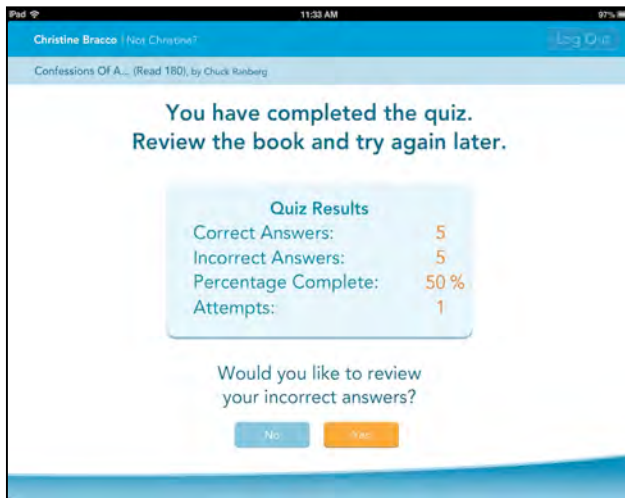 iPad 11:33 AM 97%
Christine Bracco | Not Christine? Log Out
Confessions Of A... (Read 180), by Chuck Ranberg
You have completed the quiz.
Review the book and try again later.
Quiz Results
Correct Answers: 5
Incorrect Answers: 5
Percentage Complete: 50 %
Attempts: 1
Would you like to review
your incorrect answers?
No Yes